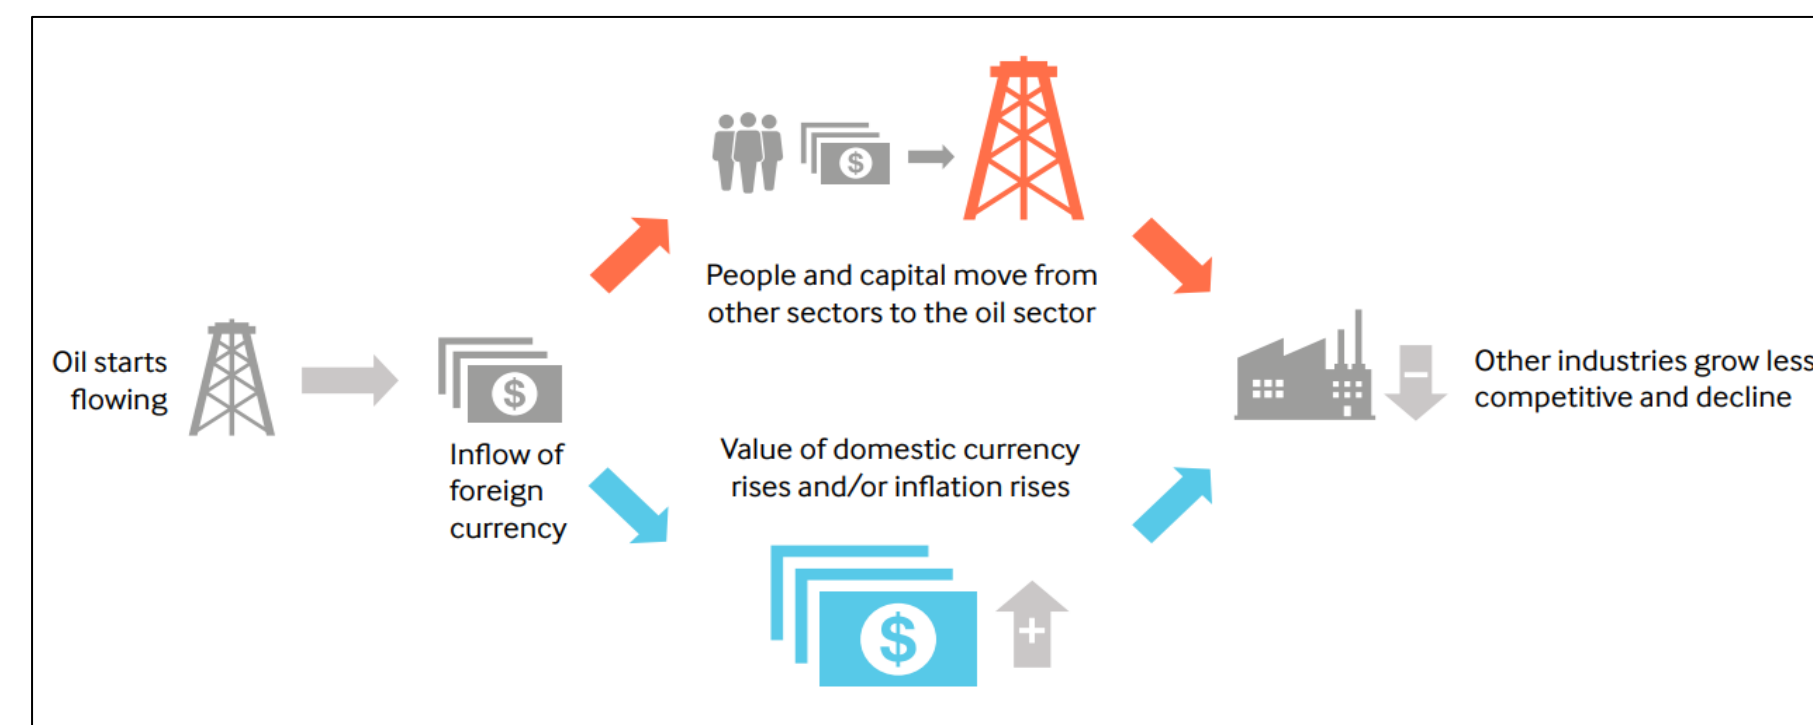 Oil starts
flowing
Inflow of
foreign
currency
People and capital move from
other sectors to the oil sector
Value of domestic currency
rises and/or inflation rises
Other industries grow less
competitive and decline